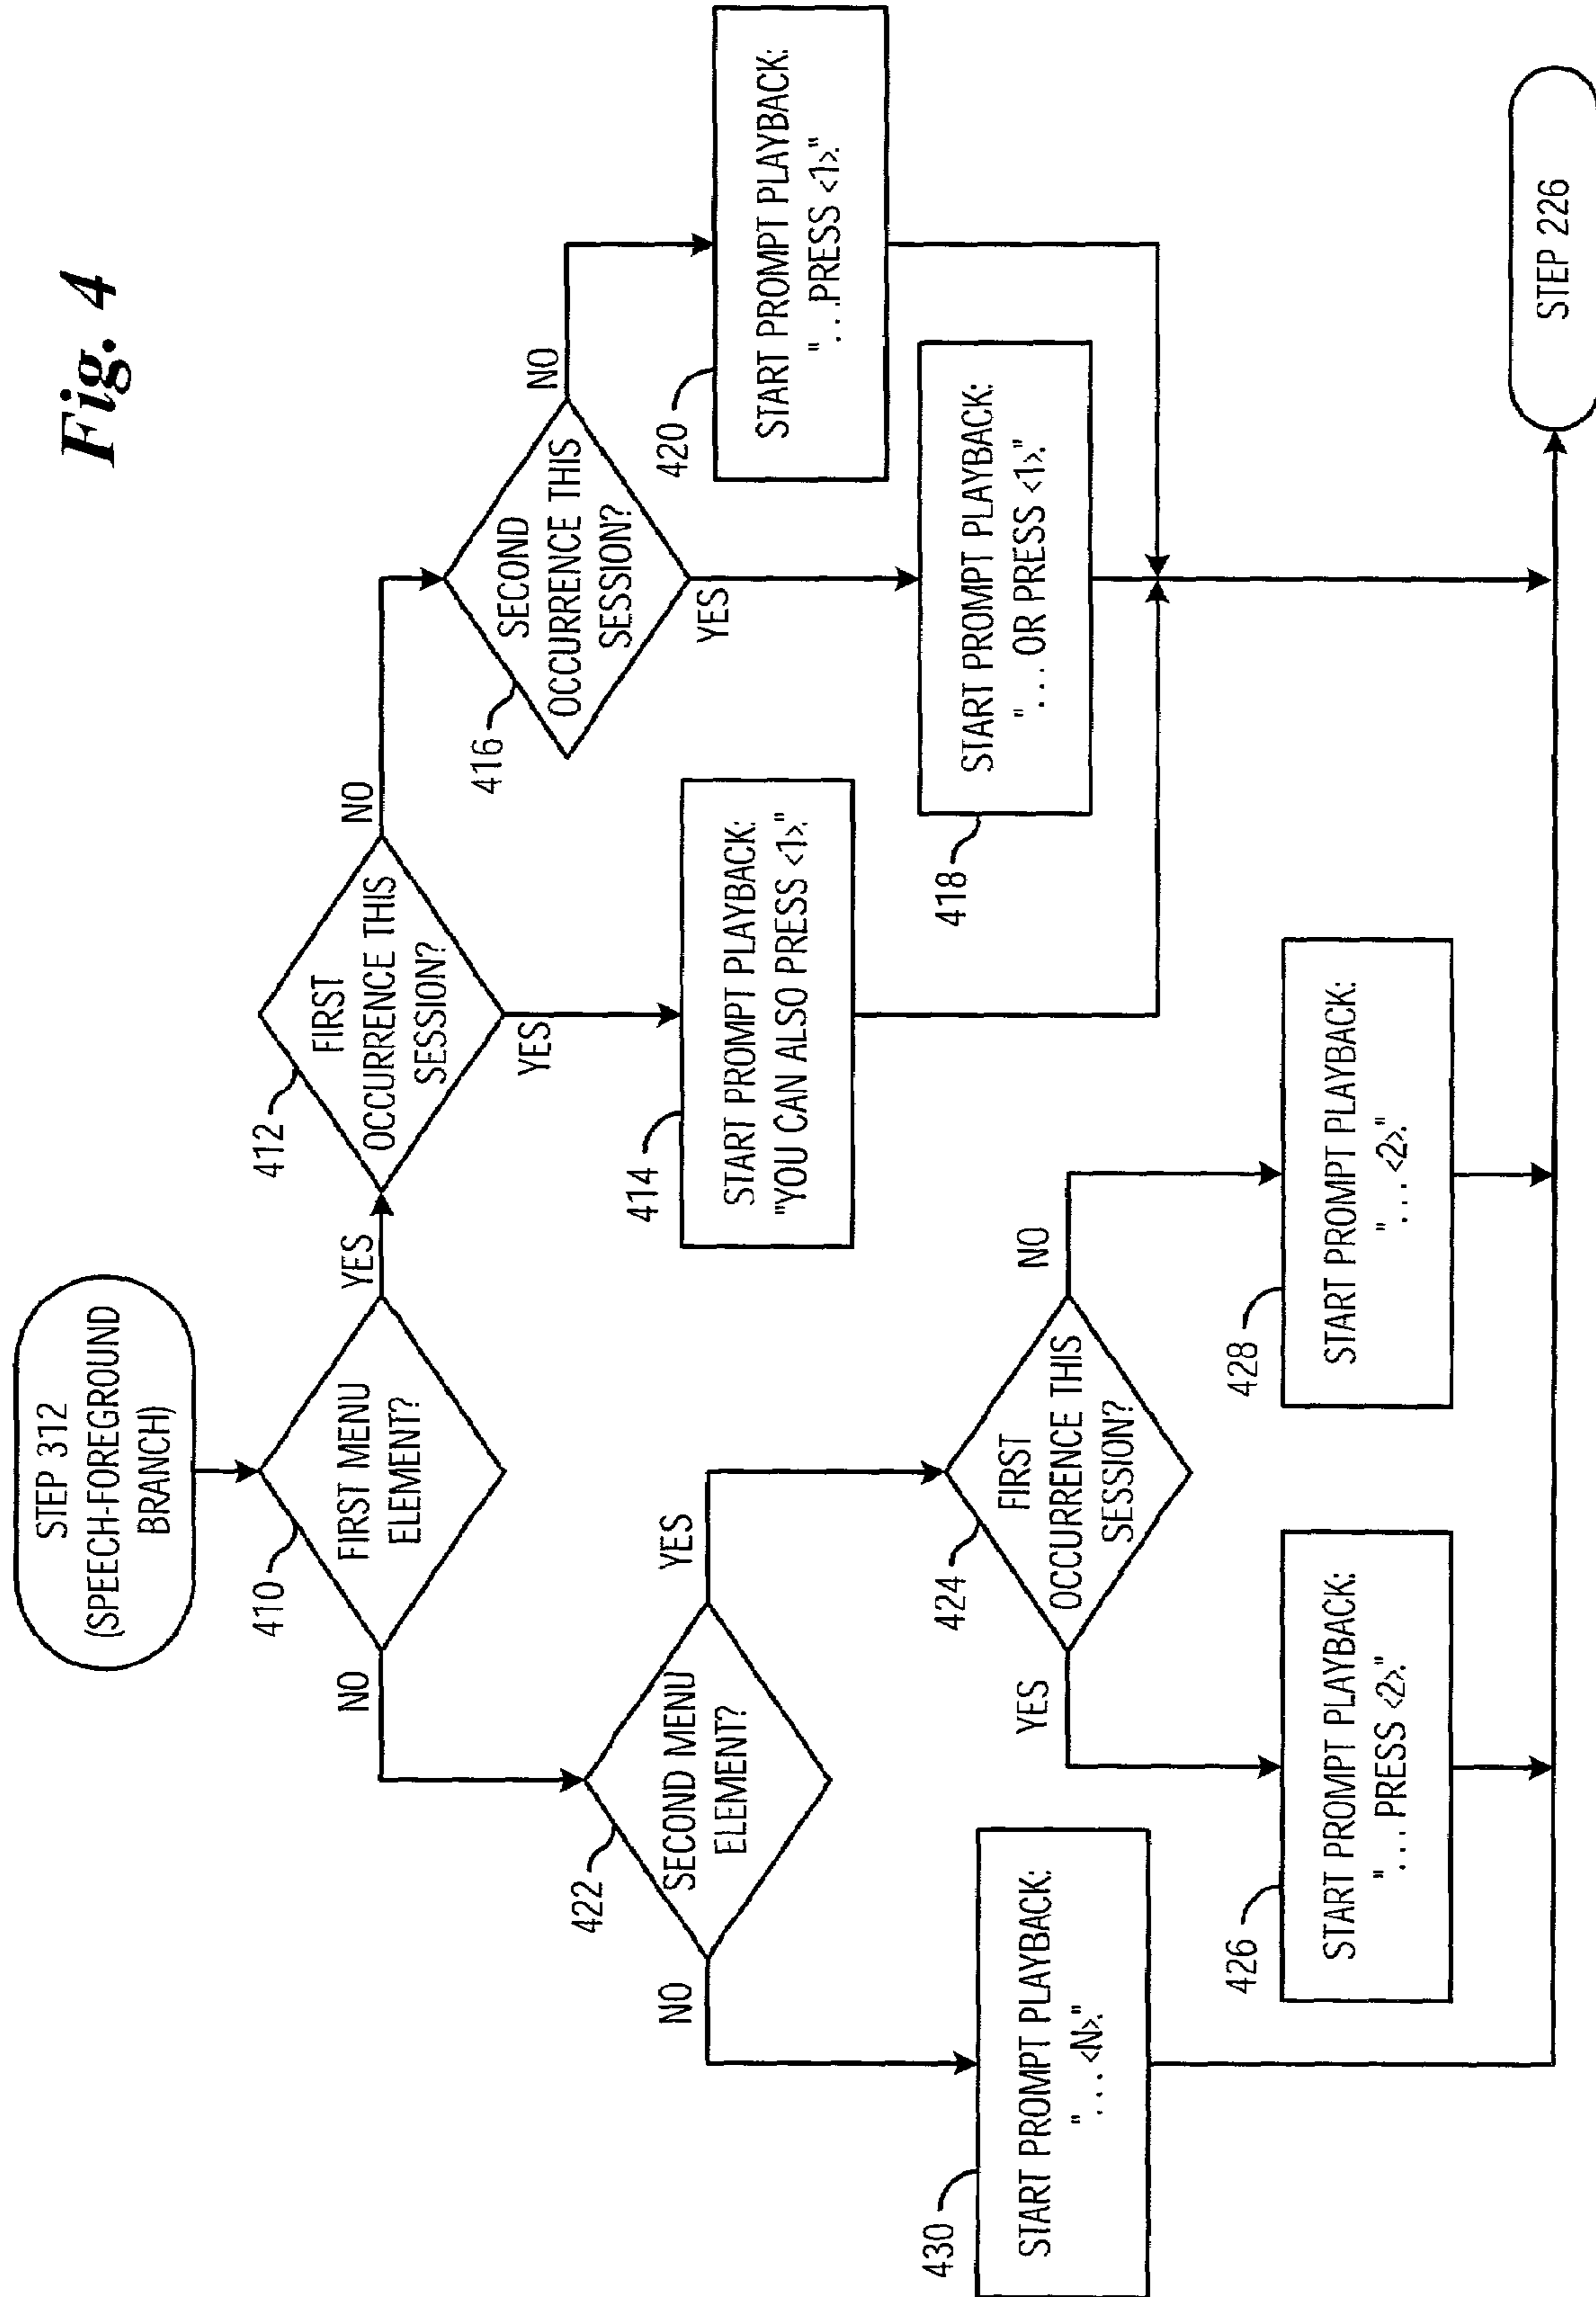 Fig. 4
STEP 312
(SPEECH-FOREGROUND
BRANCH)
410
FIRST MENU
ELEMENT?
NO
YES
412
FIRST
OCCURRENCE THIS
SESSION?
NO
YES
422
SECOND MENU
ELEMENT?
NO
YES
414
START PROMPT PLAYBACK:
"YOU CAN ALSO PRESS <1>."
416
SECOND
OCCURRENCE THIS
SESSION?
NO
YES
420
START PROMPT PLAYBACK:
"...PRESS <1>."
418
START PROMPT PLAYBACK:
"... OR PRESS <1>."
430
START PROMPT PLAYBACK:
"... <N>."
424
FIRST
OCCURRENCE THIS
SESSION?
YES
NO
426
START PROMPT PLAYBACK:
"... PRESS <2>."
428
START PROMPT PLAYBACK:
"... <2>."
STEP 226